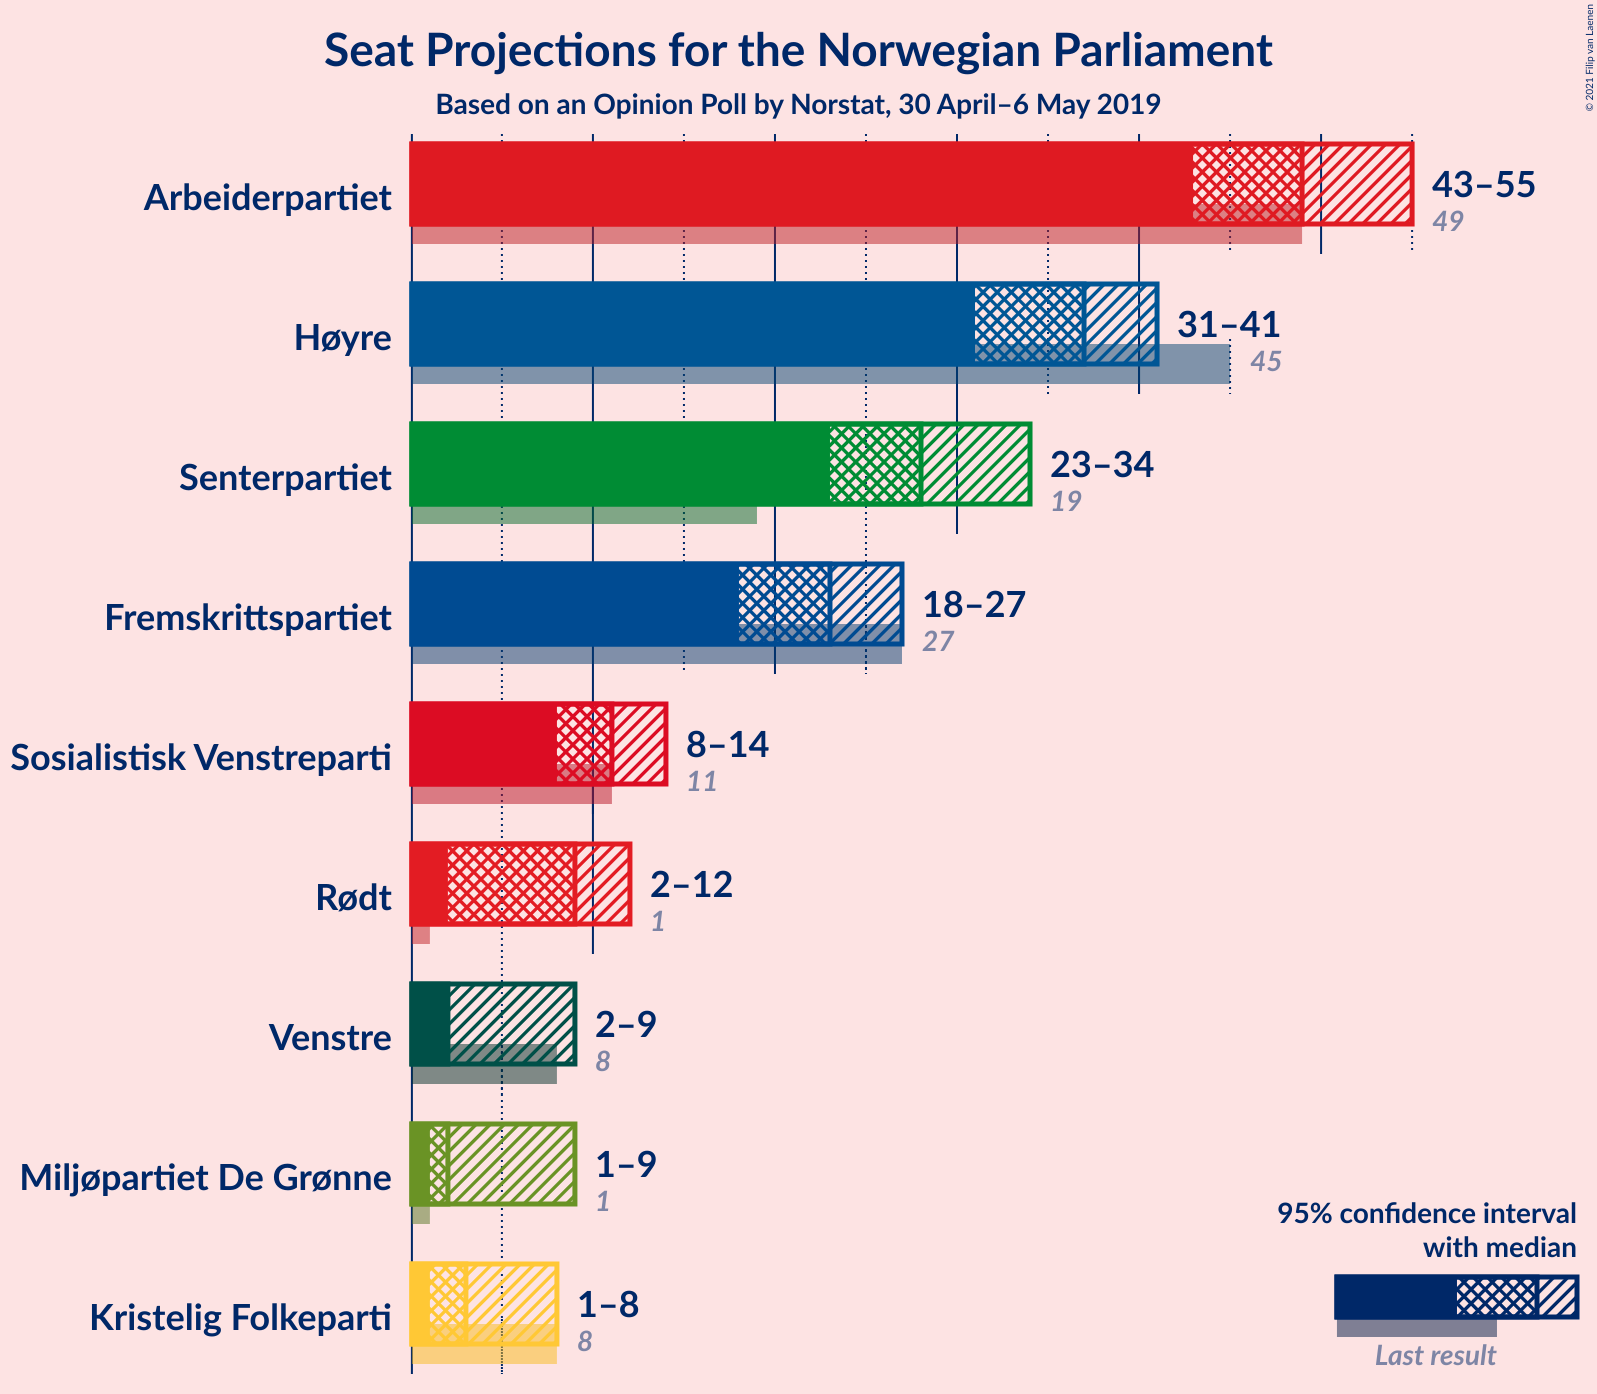 Seat Projections for the Norwegian Parliament
Based on an Opinion Poll by Norstat, 30 April–6 May 2019
© 2021 Filip van Laenen
Arbeiderpartiet
43–55
49
Høyre
31–41
45
Senterpartiet
23–34
19
Fremskrittspartiet
18–27
27
Sosialistisk Venstreparti
8–14
11
Rødt
2–12
1
Venstre
2–9
8
Miljøpartiet De Grønne
1–9
1
Kristelig Folkeparti
1–8
8
95% confidence interval
with median
Last result